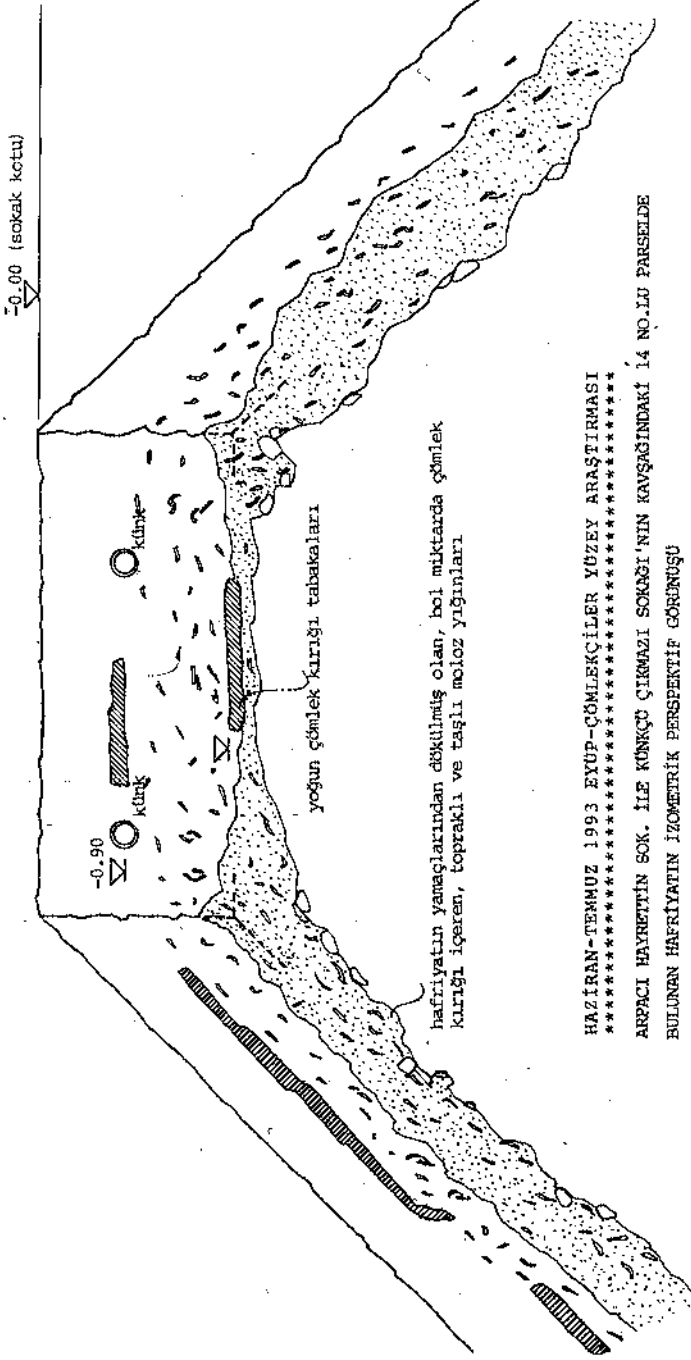 -0.00 (sokak kotu)
-0.90
künk
künk
yoğun çömlek kırığı tabakaları
hafriyatın yamaçlarından dökülmüş olan, bol miktarda çömlek
kırığı içeren, topraklı ve taşlı moloz yığınları
HAZİRAN-TEMMUZ 1993 EYÜP-ÇÖMLEKÇİLER YÜZEY ARAŞTIRMASI
*****************************************************
ARPACI HAYRETTİN SOK. İLE KÜNKÇÜ ÇIKMAZI SOKAĞI'NIN KAVŞAĞINDAKİ 14 NO.LU PARSELDE
BULUNAN HAFRİYATIN İZOMETRİK PERSPEKTİF GÖRÜNÜŞÜ